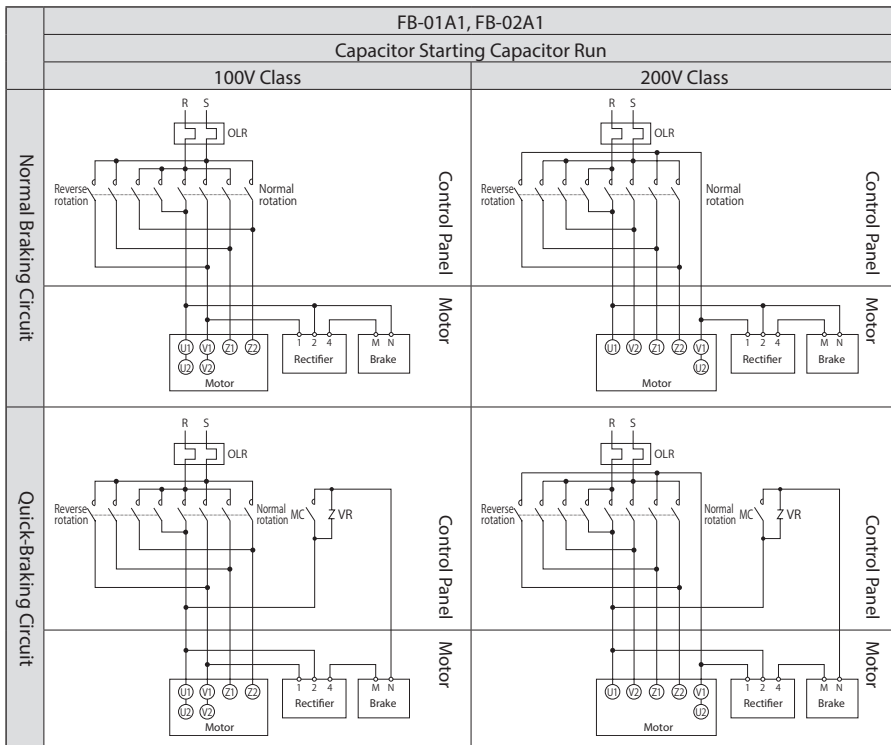 FB-01A1, FB-02A1
Capacitor Starting Capacitor Run
100V Class
200V Class
Normal Braking Circuit
R S
OLR
Reverse
rotation
Normal
rotation
Control Panel
Motor
U1 V1 Z1 Z2
U2 V2
Motor
1 2 4
Rectifier
M N
Brake
R S
OLR
Reverse
rotation
Normal
rotation
Control Panel
Motor
U1 V2 Z1 Z2 V1
U2
Motor
1 2 4
Rectifier
M N
Brake
Quick-Braking Circuit
R S
OLR
Reverse
rotation
Normal
rotation
MC
VR
Control Panel
Motor
U1 V1 Z1 Z2
U2 V2
Motor
1 2 4
Rectifier
M N
Brake
R S
OLR
Reverse
rotation
Normal
rotation
MC
VR
Control Panel
Motor
U1 V2 Z1 Z2 V1
U2
Motor
1 2 4
Rectifier
M N
Brake